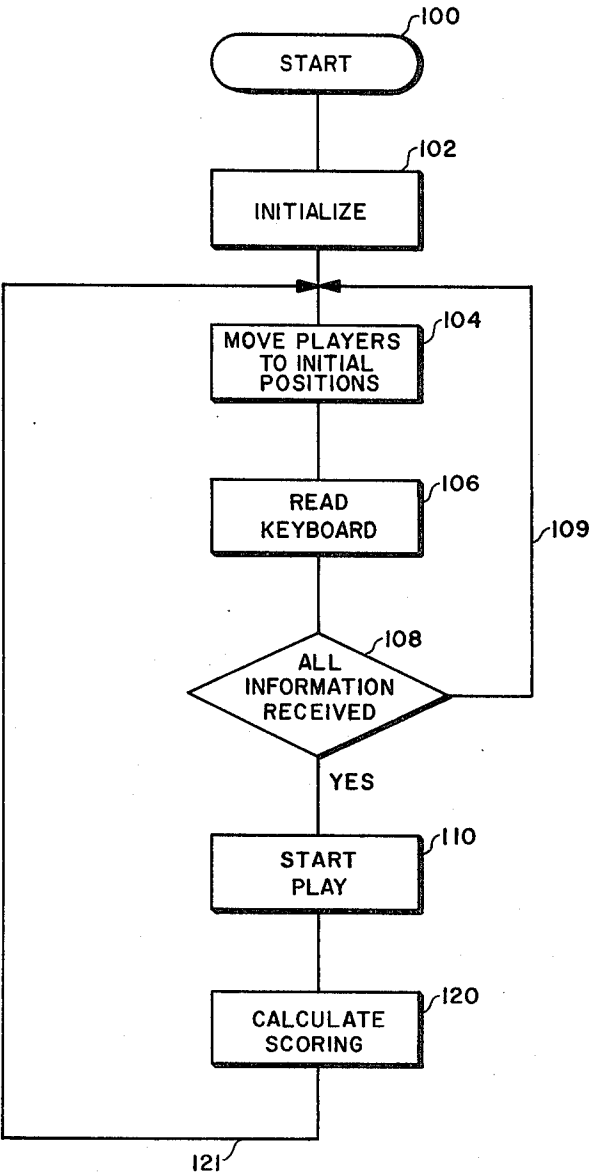 100
START
102
INITIALIZE
104
MOVE PLAYERS
TO INITIAL
POSITIONS
106
READ
KEYBOARD
109
108
ALL
INFORMATION
RECEIVED
YES
110
START
PLAY
120
CALCULATE
SCORING
121